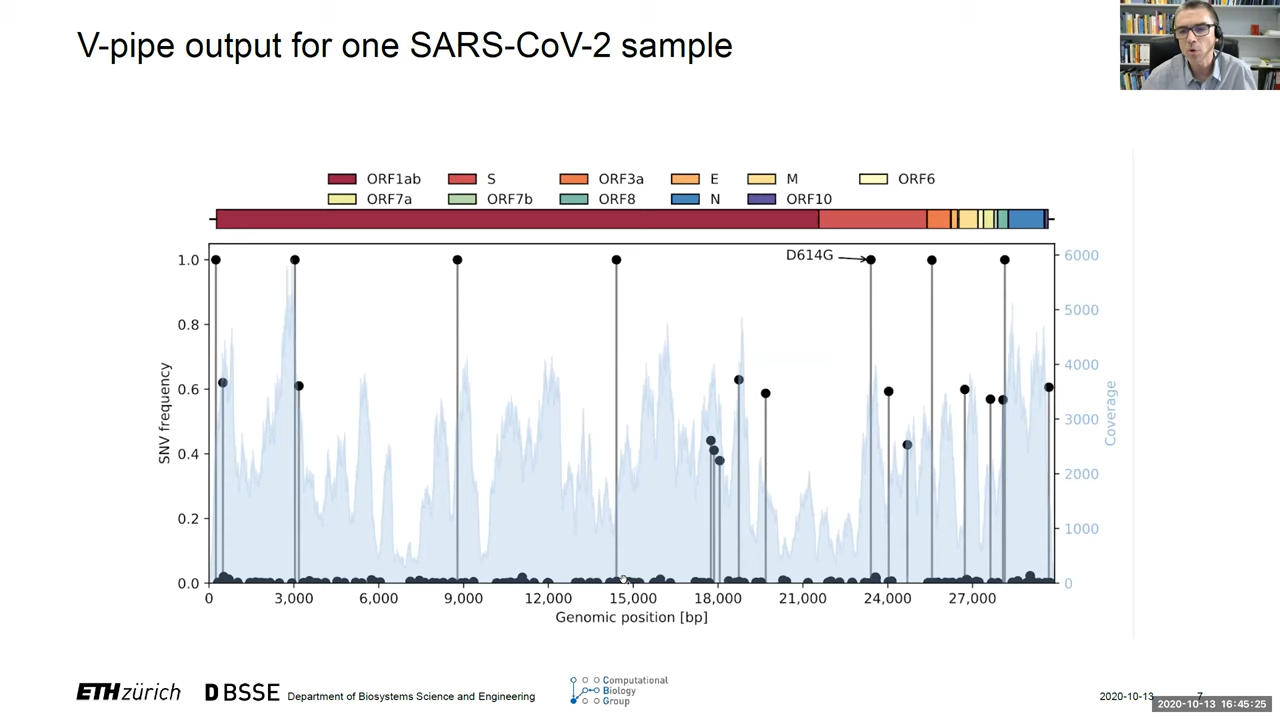 V-pipe output for one SARS-CoV-2 sample
ORF1ab S ORF3a E M ORF6
ORF7a ORF7b ORF8 N ORF10
D614G
1.0
0.8
0.6
0.4
0.2
0.0
SNV frequency
6000
5000
4000
3000
2000
1000
0
Coverage
0 3,000 6,000 9,000 12,000 15,000 18,000 21,000 24,000 27,000
Genomic position [bp]
ETH zürich DBSSE Department of Biosystems Science and Engineering
Computational
Biology
Group
2020-10-13 7
2020-10-13 16:45:25